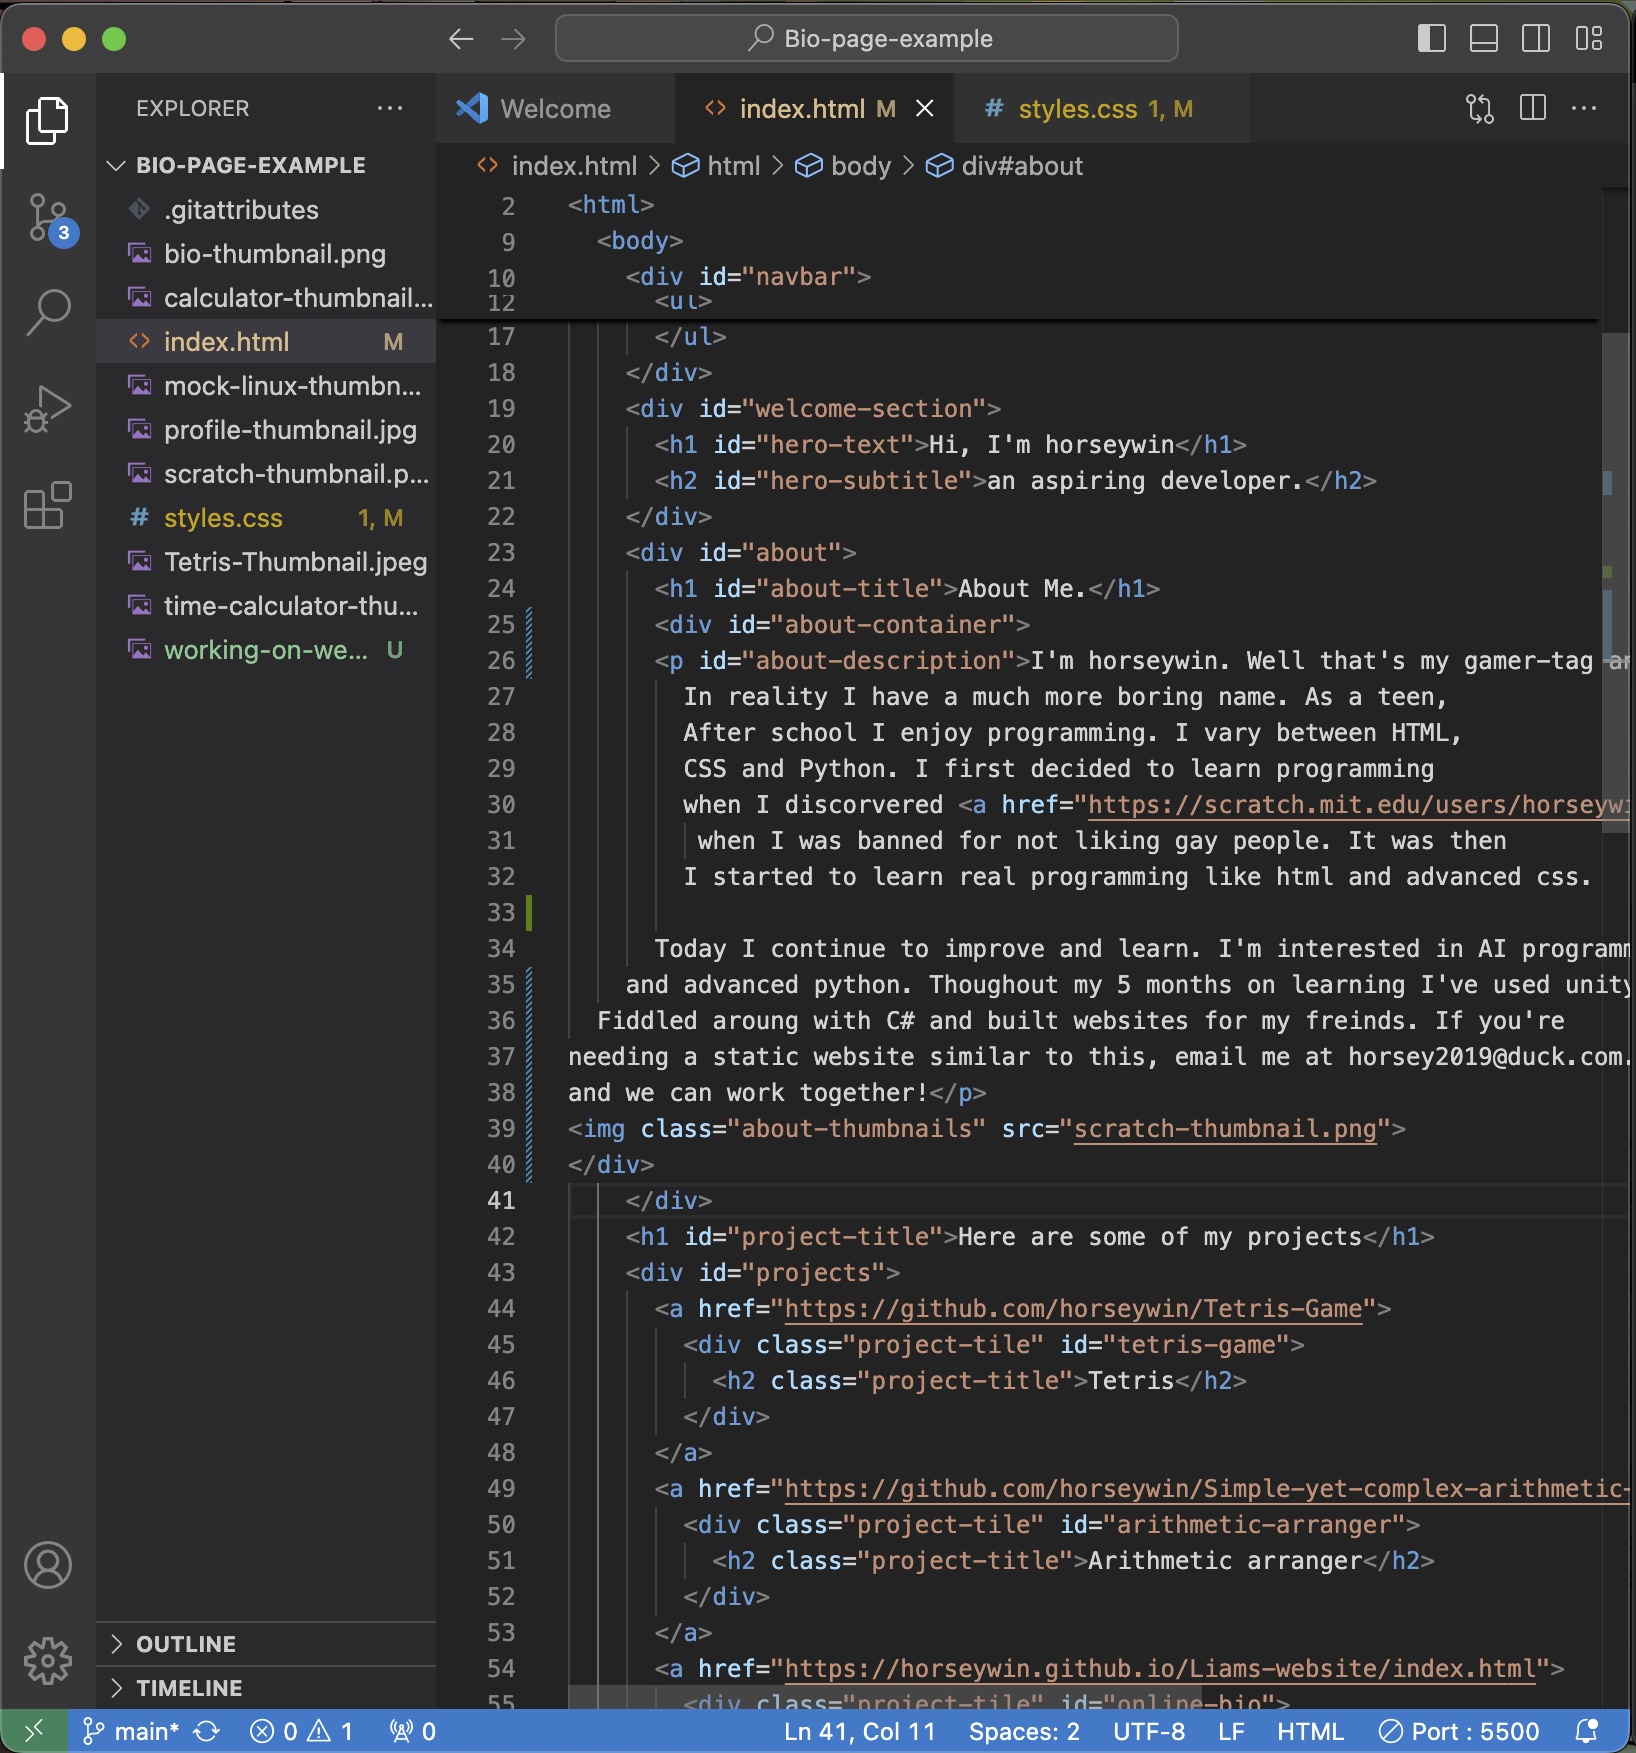 Bio-page-example
EXPLORER
Welcome
index.html M
styles.css 1, M
BIO-PAGE-EXAMPLE
index.html > html > body > div#about
.gitattributes
bio-thumbnail.png
calculator-thumbnail...
index.html M
mock-linux-thumbn...
profile-thumbnail.jpg
scratch-thumbnail.p...
styles.css 1, M
Tetris-Thumbnail.jpeg
time-calculator-thu...
working-on-we... U
3
OUTLINE
TIMELINE
2 <html>
9 <body>
10 <div id="navbar">
12 <ul>
17 </ul>
18 </div>
19 <div id="welcome-section">
20 <h1 id="hero-text">Hi, I'm horseywin</h1>
21 <h2 id="hero-subtitle">an aspiring developer.</h2>
22 </div>
23 <div id="about">
24 <h1 id="about-title">About Me.</h1>
25 <div id="about-container">
26 <p id="about-description">I'm horseywin. Well that's my gamer-tag
27 In reality I have a much more boring name. As a teen,
28 After school I enjoy programming. I vary between HTML,
29 CSS and Python. I first decided to learn programming
30 when I discorvered <a href="https://scratch.mit.edu/users/horseywi
31 when I was banned for not liking gay people. It was then
32 I started to learn real programming like html and advanced css.
33
34 Today I continue to improve and learn. I'm interested in AI programm
35 and advanced python. Thoughout my 5 months on learning I've used unity
36 Fiddled aroung with C# and built websites for my freinds. If you're
37 needing a static website similar to this, email me at horsey2019@duck.com.
38 and we can work together!</p>
39 <img class="about-thumbnails" src="scratch-thumbnail.png">
40 </div>
41 </div>
42 <h1 id="project-title">Here are some of my projects</h1>
43 <div id="projects">
44 <a href="https://github.com/horseywin/Tetris-Game">
45 <div class="project-tile" id="tetris-game">
46 <h2 class="project-title">Tetris</h2>
47 </div>
48 </a>
49 <a href="https://github.com/horseywin/Simple-yet-complex-arithmetic-
50 <div class="project-tile" id="arithmetic-arranger">
51 <h2 class="project-title">Arithmetic arranger</h2>
52 </div>
53 </a>
54 <a href="https://horseywin.github.io/Liams-website/index.html">
55 <div class="project-tile" id="online-bio">
main* 0 1 0 Ln 41, Col 11 Spaces: 2 UTF-8 LF HTML Port : 5500